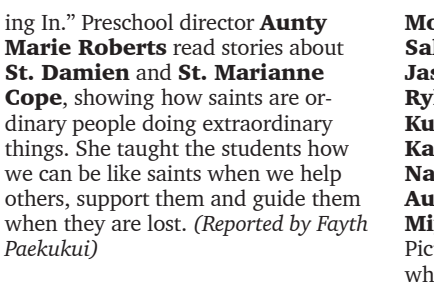 ing In.” Preschool director Aunty
Marie Roberts read stories about
St. Damien and St. Marianne
Cope, showing how saints are or-
dinary people doing extraordinary
things. She taught the students how
we can be like saints when we help
others, support them and guide them
when they are lost. (Reported by Fayth
Paekukui)